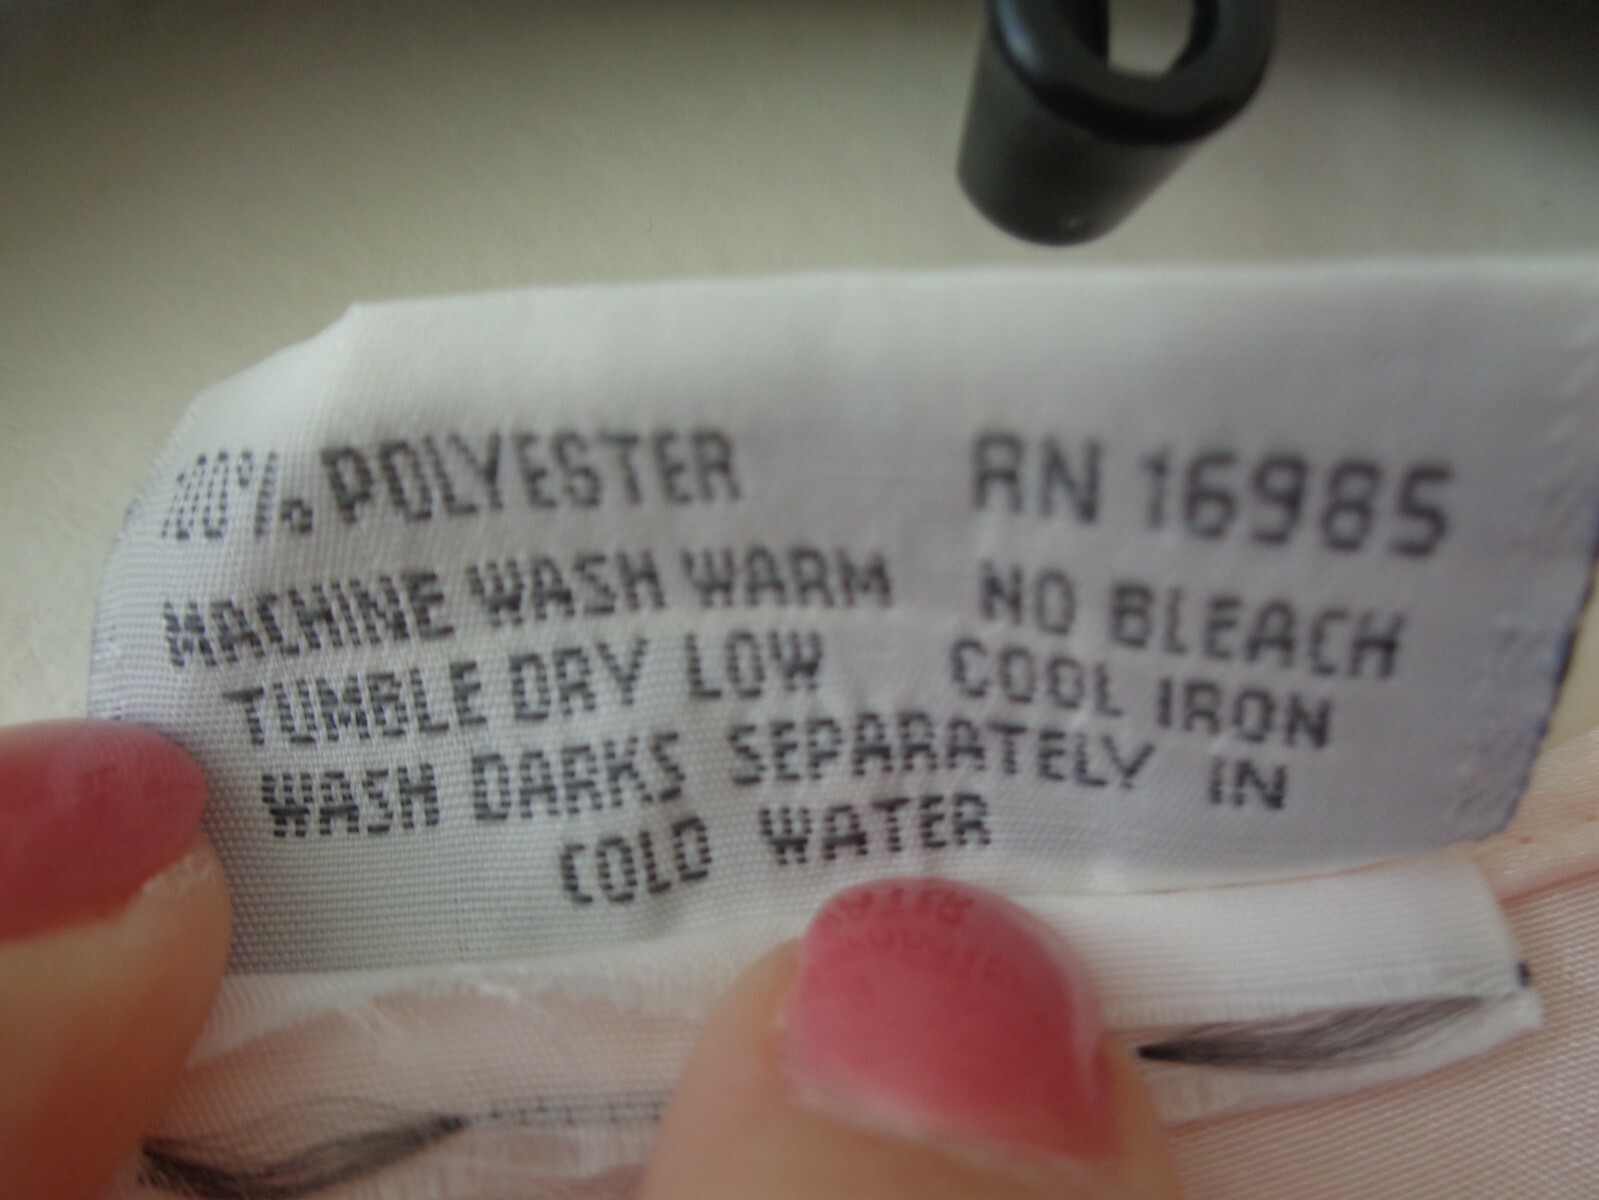 100% POLYESTER RN 16985
MACHINE WASH WARM NO BLEACH
TUMBLE DRY LOW COOL IRON
WASH DARKS SEPARATELY IN
COLD WATER